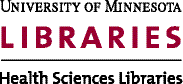 UNIVERSITY OF MINNESOTA
LIBRARIES
Health Sciences Libraries